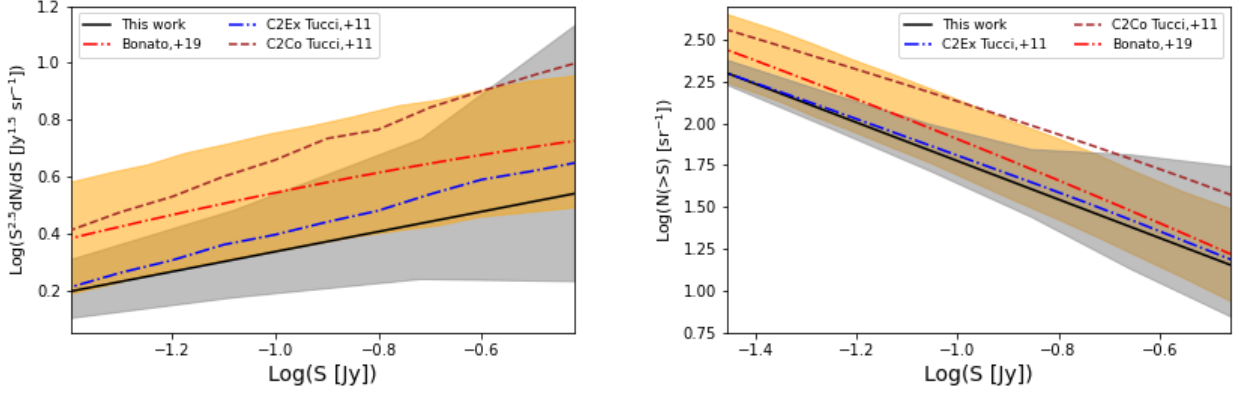 This work
Bonato,+19
C2Ex Tucci,+11
C2Co Tucci,+11
1.2
1.0
0.8
0.6
0.4
0.2
Log(S^2.5dN/dS [Jy^1.5 sr^−1])
−1.2
−1.0
−0.8
−0.6
Log(S [Jy])
This work
C2Ex Tucci,+11
C2Co Tucci,+11
Bonato,+19
2.50
2.25
2.00
1.75
1.50
1.25
1.00
0.75
Log(N(>S) [sr^−1])
−1.4
−1.2
−1.0
−0.8
−0.6
Log(S [Jy])